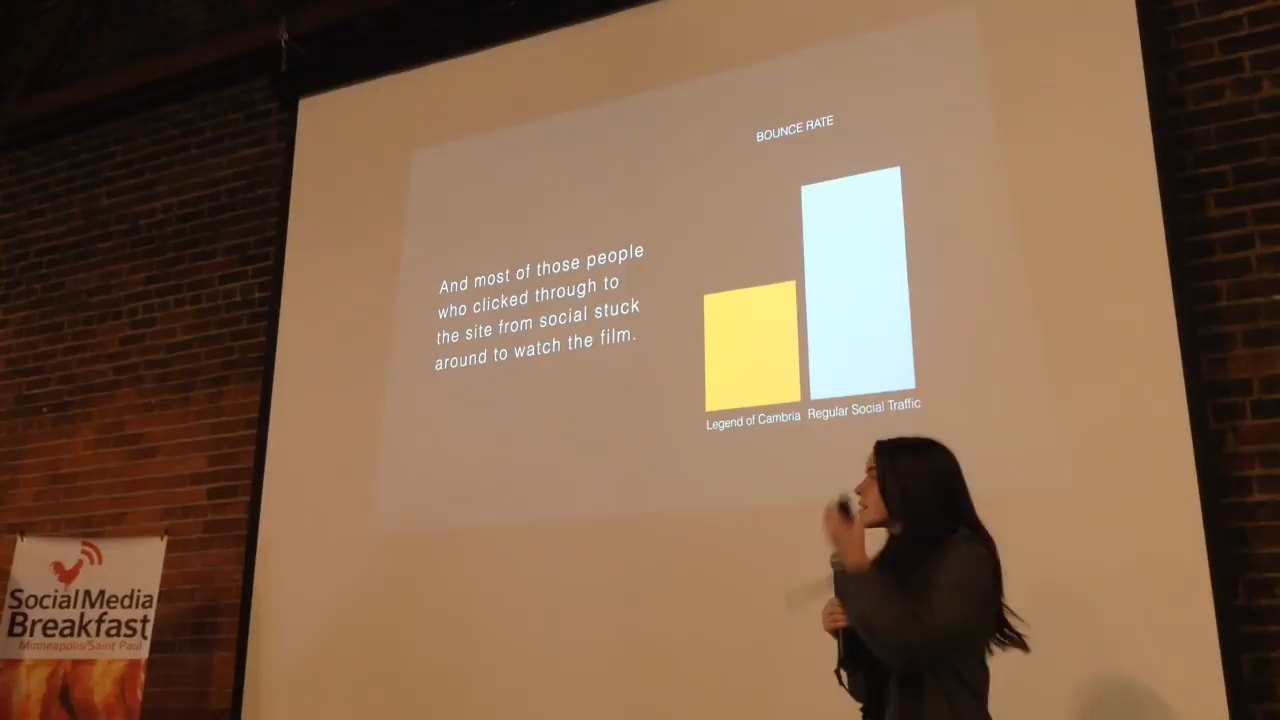 BOUNCE RATE
And most of those people
who clicked through to
the site from social stuck
around to watch the film.
Legend of Cambria
Regular Social Traffic
Social Media
Breakfast
Minneapolis/Saint Paul